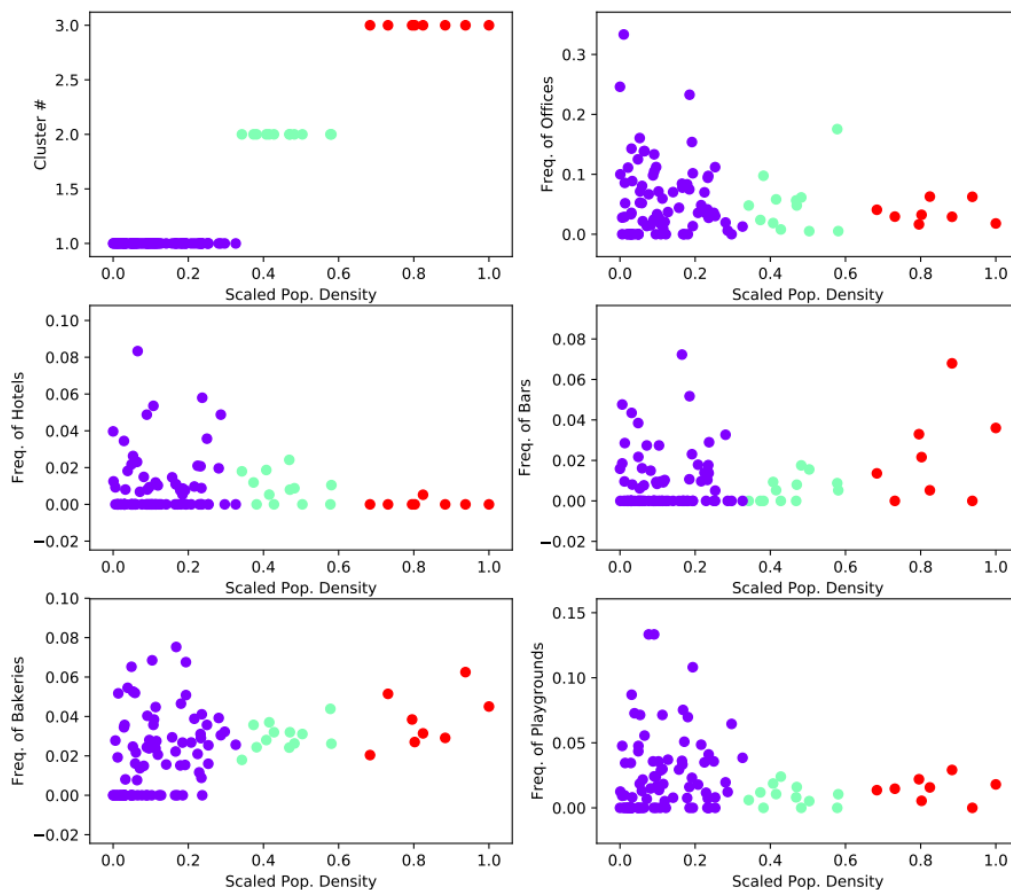 3.0
2.5
2.0
1.5
1.0
Cluster #
0.0 0.2 0.4 0.6 0.8 1.0
Scaled Pop. Density
0.3
0.2
0.1
0.0
Freq. of Offices
0.0 0.2 0.4 0.6 0.8 1.0
Scaled Pop. Density
0.10
0.08
0.06
0.04
0.02
0.00
−0.02
Freq. of Hotels
0.0 0.2 0.4 0.6 0.8 1.0
Scaled Pop. Density
0.08
0.06
0.04
0.02
0.00
−0.02
Freq. of Bars
0.0 0.2 0.4 0.6 0.8 1.0
Scaled Pop. Density
0.10
0.08
0.06
0.04
0.02
0.00
−0.02
Freq. of Bakeries
0.0 0.2 0.4 0.6 0.8 1.0
Scaled Pop. Density
0.15
0.10
0.05
0.00
Freq. of Playgrounds
0.0 0.2 0.4 0.6 0.8 1.0
Scaled Pop. Density